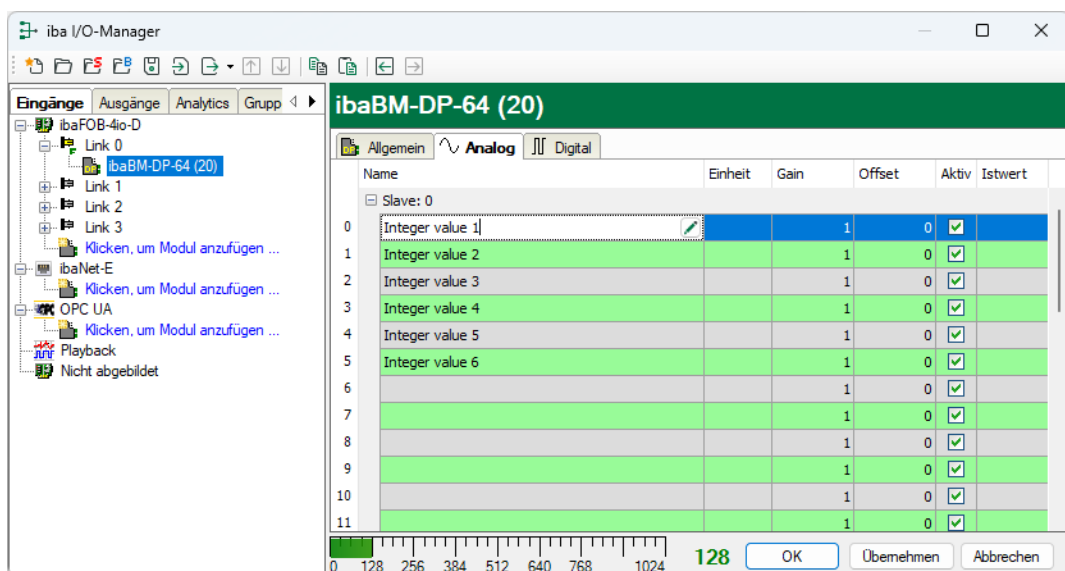 iba I/O-Manager
Eingänge Ausgänge Analytics Grupp
ibaFOB-4io-D
Link 0
ibaBM-DP-64 (20)
Link 1
Link 2
Link 3
Klicken, um Modul anzufügen ...
ibaNet-E
Klicken, um Modul anzufügen ...
OPC UA
Klicken, um Modul anzufügen ...
Playback
Nicht abgebildet
ibaBM-DP-64 (20)
Allgemein Analog Digital
Name Einheit Gain Offset Aktiv Istwert
Slave: 0
0 Integer value 1 1 0
1 Integer value 2 1 0
2 Integer value 3 1 0
3 Integer value 4 1 0
4 Integer value 5 1 0
5 Integer value 6 1 0
6 1 0
7 1 0
8 1 0
9 1 0
10 1 0
11 1 0
0 128 256 384 512 640 768 1024
128 OK Übernehmen Abbrechen